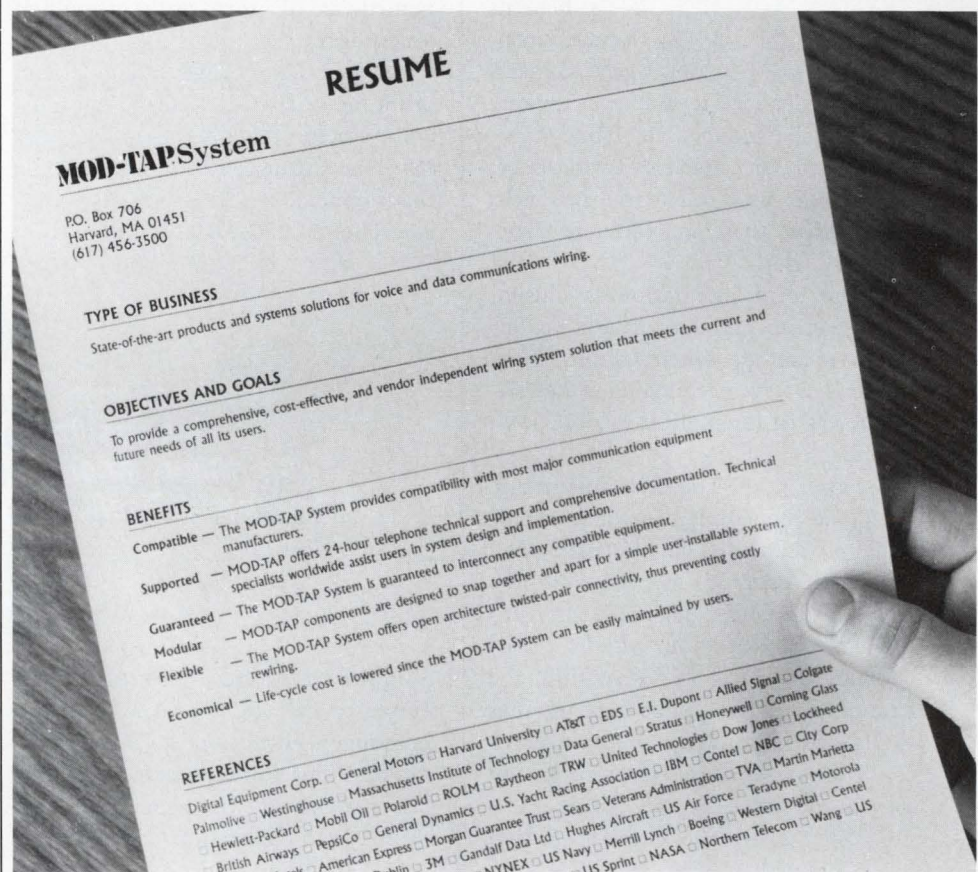 RESUMÉ
MOD-TAP System
P.O. Box 706
Harvard, MA 01451
(617) 456-3500
TYPE OF BUSINESS
State-of-the-art products and systems solutions for voice and data communications wiring.
OBJECTIVES AND GOALS
To provide a comprehensive, cost-effective, and vendor independent wiring system solution that meets the current and
future needs of all its users.
BENEFITS
Compatible — The MOD-TAP System provides compatibility with most major communication equipment
manufacturers.
Supported — MOD-TAP offers 24-hour telephone technical support and comprehensive documentation. Technical
specialists worldwide assist users in system design and implementation.
Guaranteed — The MOD-TAP System is guaranteed to interconnect any compatible equipment.
Modular — MOD-TAP components are designed to snap together and apart for a simple user-installable system.
Flexible — The MOD-TAP System offers open architecture twisted-pair connectivity, thus preventing costly
rewiring.
Economical — Life-cycle cost is lowered since the MOD-TAP System can be easily maintained by users.
REFERENCES
Digital Equipment Corp. □ General Motors □ Harvard University □ AT&T □ EDS □ E.I. Dupont □ Allied Signal □ Colgate
Palmolive □ Westinghouse □ Massachusetts Institute of Technology □ Data General □ Stratus □ Honeywell □ Corning Glass
□ Hewlett-Packard □ Mobil Oil □ Polaroid □ ROLM □ Raytheon □ TRW □ United Technologies □ Dow Jones □ Lockheed
British Airways □ PepsiCo □ General Dynamics □ U.S. Yacht Racing Association □ IBM □ Contel □ NBC □ City Corp
□ American Express □ Morgan Guarantee Trust □ Sears □ Veterans Administration □ TVA □ Martin Marietta
□ 3M □ Gandalf Data Ltd □ Hughes Aircraft □ US Air Force □ Teradyne □ Motorola
NYNEX □ US Navy □ Merrill Lynch □ Boeing □ Western Digital □ Centel
US Sprint □ NASA □ Northern Telecom □ Wang □ US